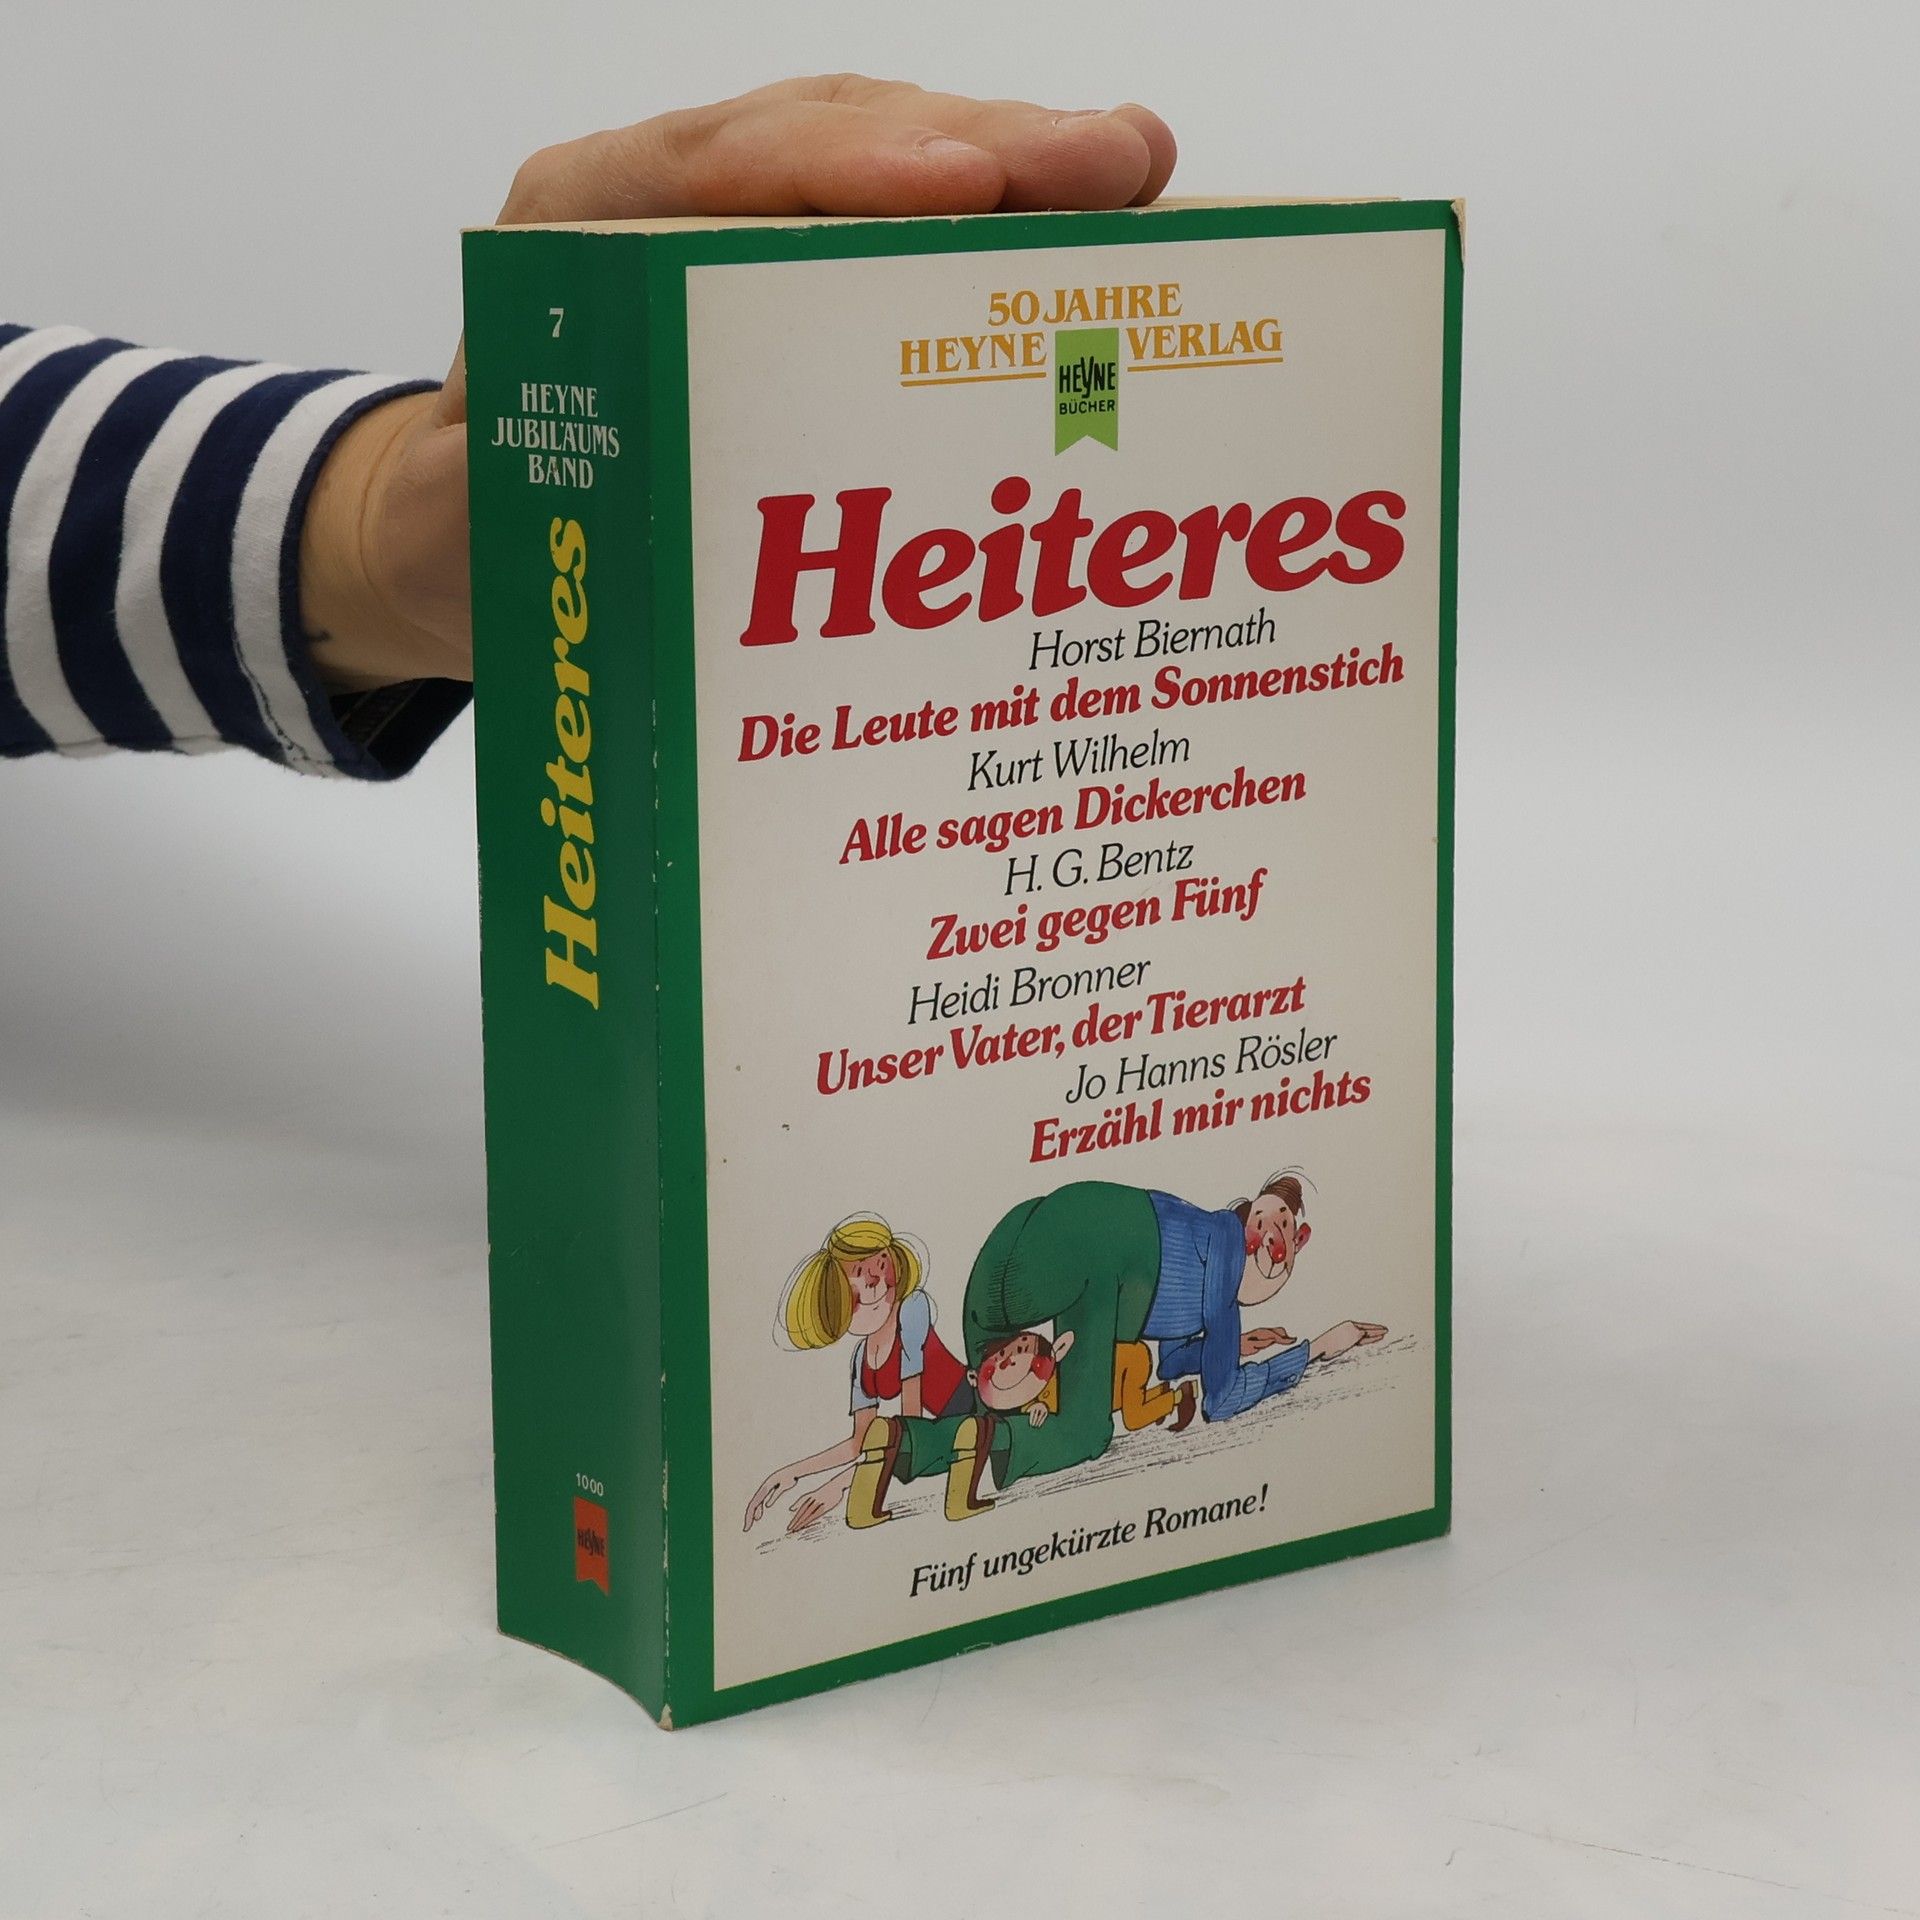 7
HEYNE
JUBILÄUMS
BAND
Heiteres
1000
HEYNE
50 JAHRE
HEYNE VERLAG
HEYNE
BÜCHER
Heiteres
Horst Biernath
Die Leute mit dem Sonnenstich
Kurt Wilhelm
Alle sagen Dickerchen
H. G. Bentz
Zwei gegen Fünf
Heidi Bronner
Unser Vater, der Tierarzt
Jo Hanns Rösler
Erzähl mir nichts
Fünf ungekürzte Romane!